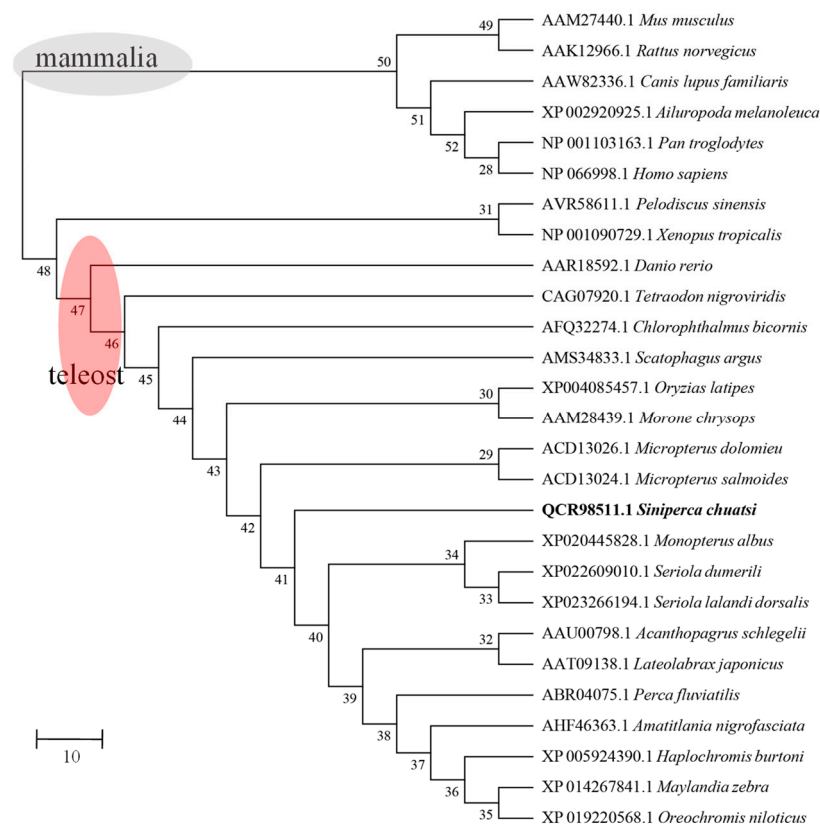 mammalia
teleost
50
49
AAM27440.1 Mus musculus
AAK12966.1 Rattus norvegicus
51
AAW82336.1 Canis lupus familiaris
52
XP 002920925.1 Ailuropoda melanoleuca
28
NP 001103163.1 Pan troglodytes
NP 066998.1 Homo sapiens
48
31
AVR58611.1 Pelodiscus sinensis
NP 001090729.1 Xenopus tropicalis
47
AAR18592.1 Danio rerio
46
CAG07920.1 Tetraodon nigroviridis
45
AFQ32274.1 Chlorophthalmus bicornis
44
AMS34833.1 Scatophagus argus
43
30
XP004085457.1 Oryzias latipes
AAM28439.1 Morone chrysops
42
29
ACD13026.1 Micropterus dolomieu
ACD13024.1 Micropterus salmoides
41
QCR98511.1 Siniperca chuatsi
40
34
XP020445828.1 Monopterus albus
33
XP022609010.1 Seriola dumerili
XP023266194.1 Seriola lalandi dorsalis
39
32
AAU00798.1 Acanthopagrus schlegelii
AAT09138.1 Lateolabrax japonicus
38
ABR04075.1 Perca fluviatilis
37
AHF46363.1 Amatitlania nigrofasciata
36
XP 005924390.1 Haplochromis burtoni
35
XP 014267841.1 Maylandia zebra
XP 019220568.1 Oreochromis niloticus
10